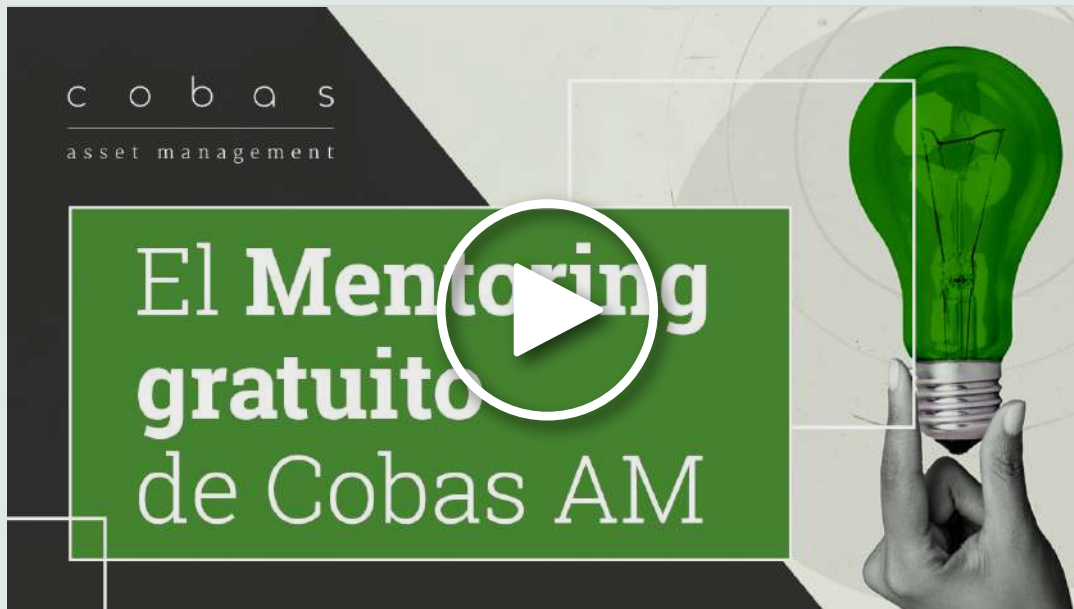 cobas
asset management
El Mentoring
gratuito
de Cobas AM